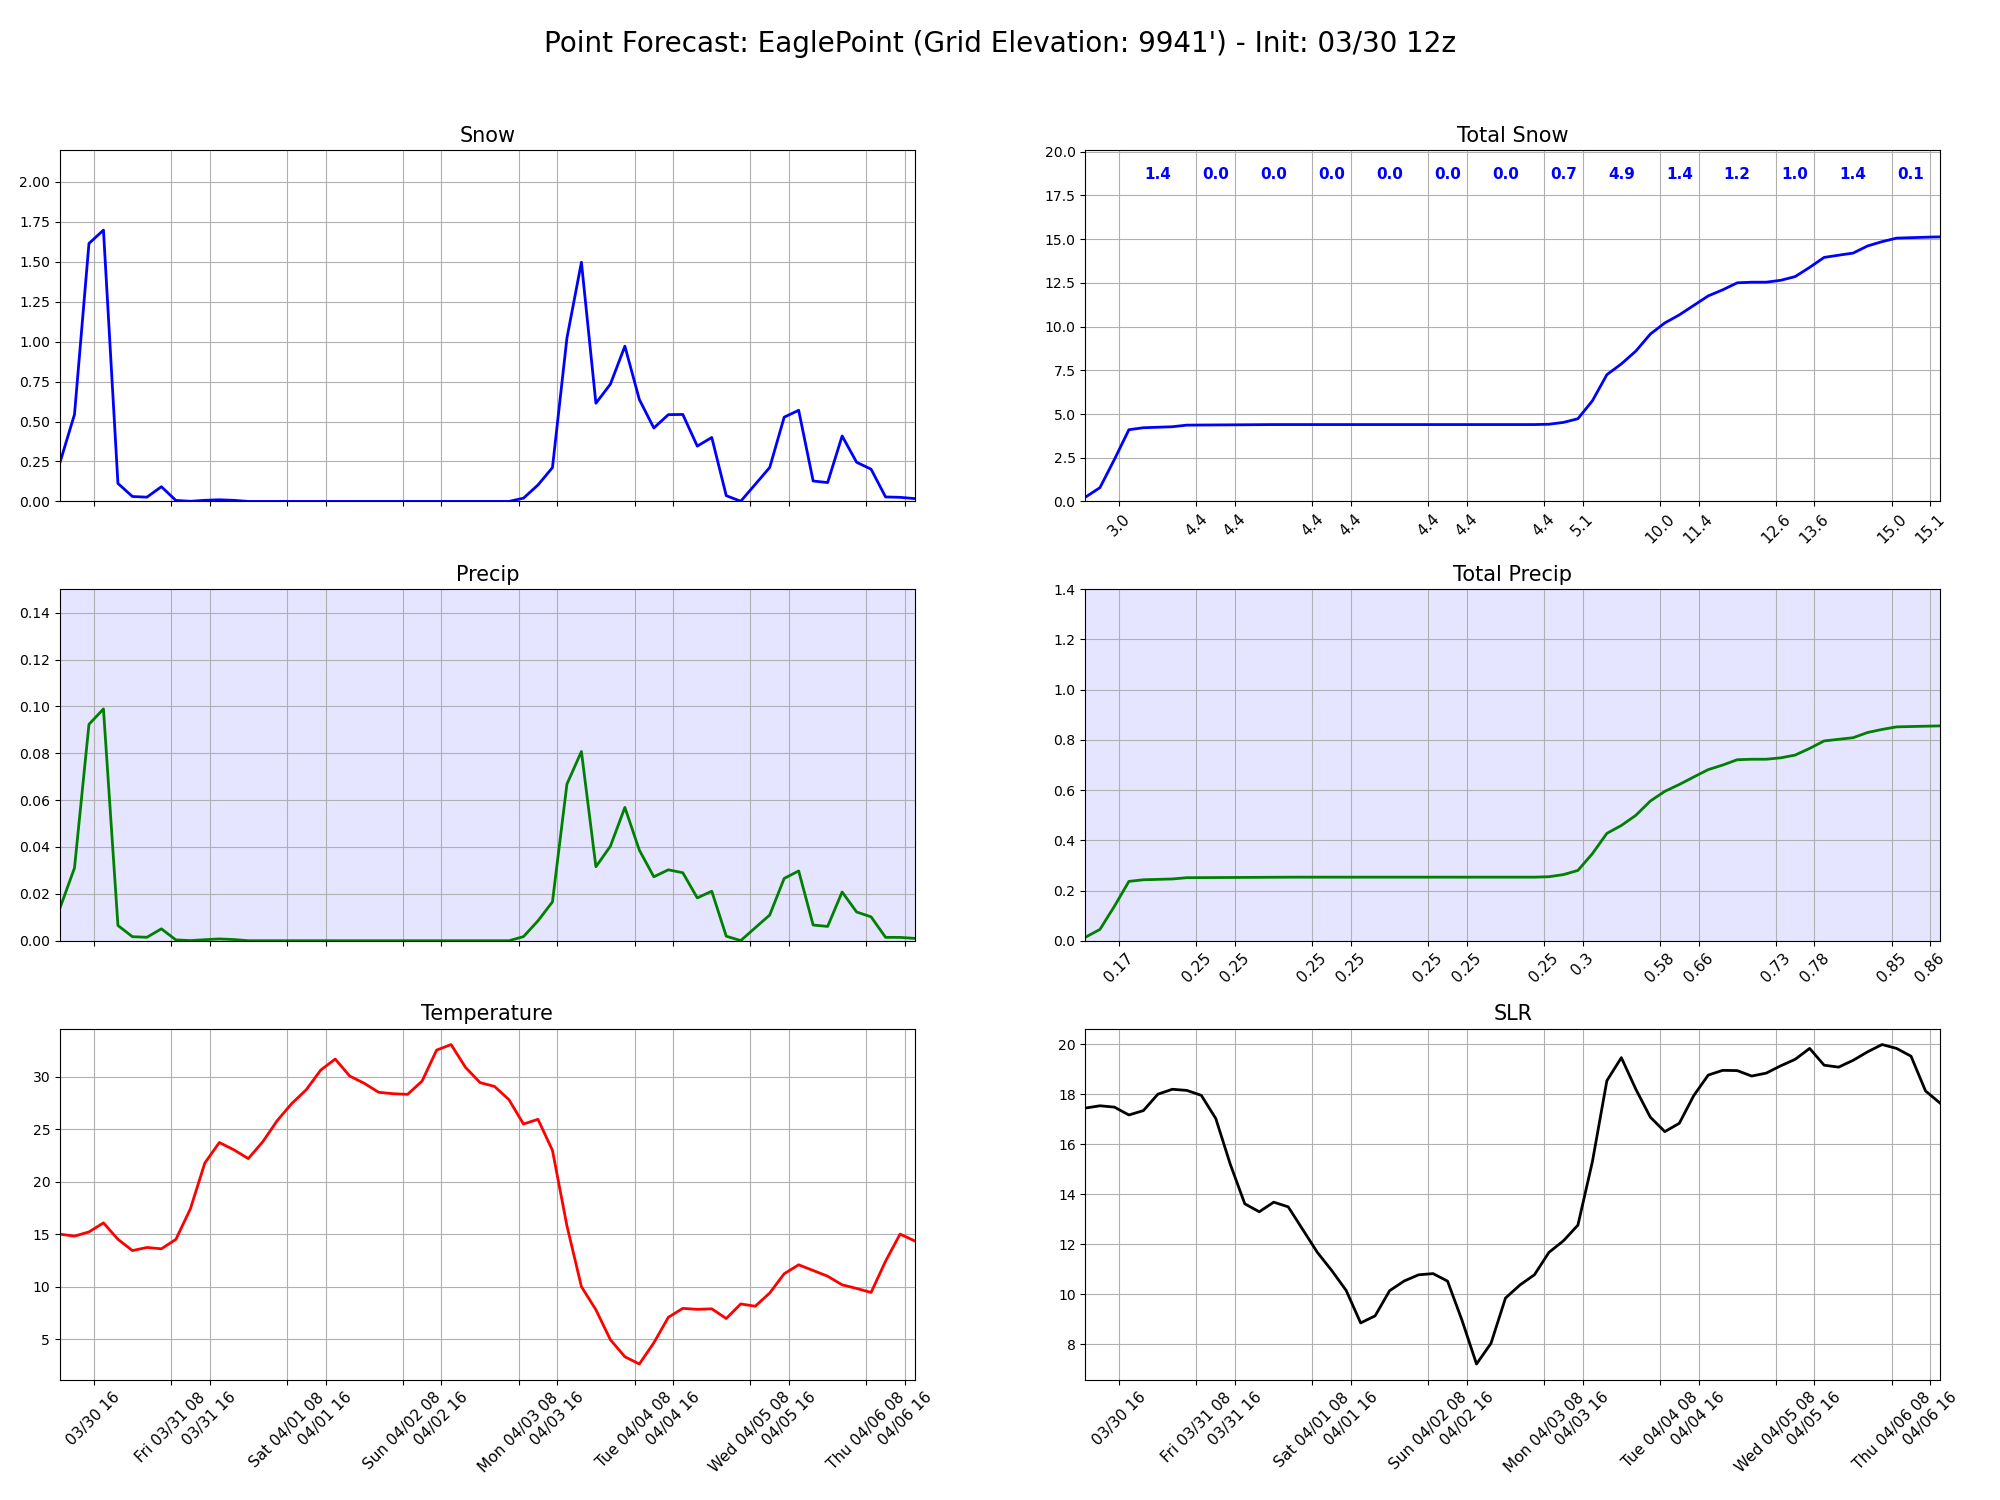 Point Forecast: EaglePoint (Grid Elevation: 9941') - Init: 03/30 12z
Snow
2.00
1.75
1.50
1.25
1.00
0.75
0.50
0.25
0.00
Total Snow
20.0
17.5
15.0
12.5
10.0
7.5
5.0
2.5
0.0
1.4 0.0 0.0 0.0 0.0 0.0 0.0 0.7 4.9 1.4 1.2 1.0 1.4 0.1
3.0 4.4 4.4 4.4 4.4 4.4 4.4 4.4 5.1 10.0 11.4 12.6 13.6 15.0 15.1
Precip
0.14
0.12
0.10
0.08
0.06
0.04
0.02
0.00
Total Precip
1.4
1.2
1.0
0.8
0.6
0.4
0.2
0.0
0.17 0.25 0.25 0.25 0.25 0.25 0.25 0.25 0.3 0.58 0.66 0.73 0.78 0.85 0.86
Temperature
30
25
20
15
10
5
03/30 16
Fri 03/31 08
03/31 16
Sat 04/01 08
04/01 16
Sun 04/02 08
04/02 16
Mon 04/03 08
04/03 16
Tue 04/04 08
04/04 16
Wed 04/05 08
04/05 16
Thu 04/06 08
04/06 16
SLR
20
18
16
14
12
10
8
03/30 16
Fri 03/31 08
03/31 16
Sat 04/01 08
04/01 16
Sun 04/02 08
04/02 16
Mon 04/03 08
04/03 16
Tue 04/04 08
04/04 16
Wed 04/05 08
04/05 16
Thu 04/06 08
04/06 16